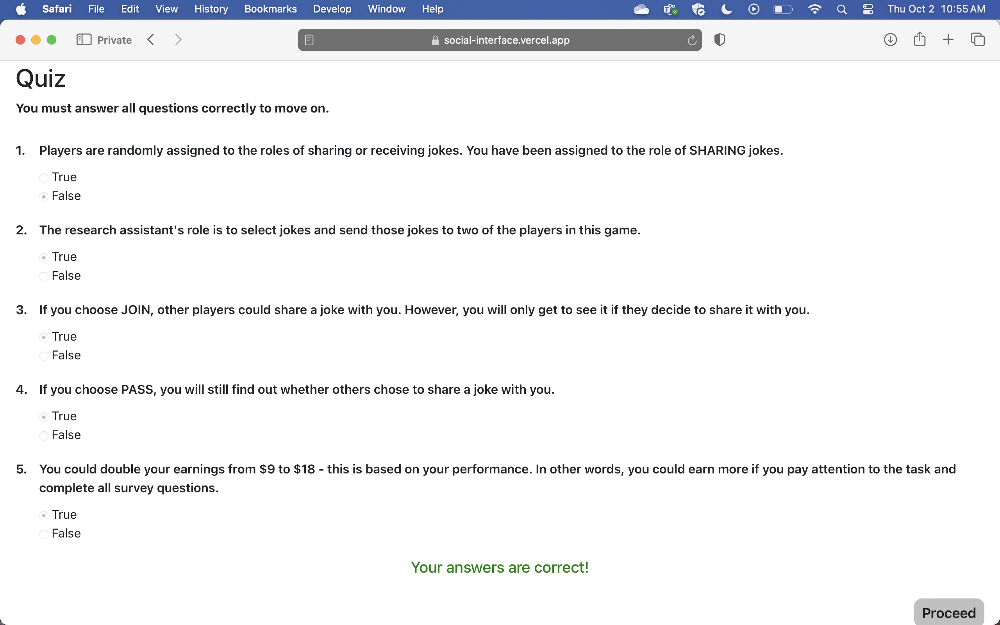 Safari File Edit View History Bookmarks Develop Window Help Thu Oct 2 10:55 AM
Private social-interface.vercel.app
Quiz
You must answer all questions correctly to move on.
1. Players are randomly assigned to the roles of sharing or receiving jokes. You have been assigned to the role of SHARING jokes.
True
False
2. The research assistant's role is to select jokes and send those jokes to two of the players in this game.
True
False
3. If you choose JOIN, other players could share a joke with you. However, you will only get to see it if they decide to share it with you.
True
False
4. If you choose PASS, you will still find out whether others chose to share a joke with you.
True
False
5. You could double your earnings from $9 to $18 - this is based on your performance. In other words, you could earn more if you pay attention to the task and
complete all survey questions.
True
False
Your answers are correct!
Proceed